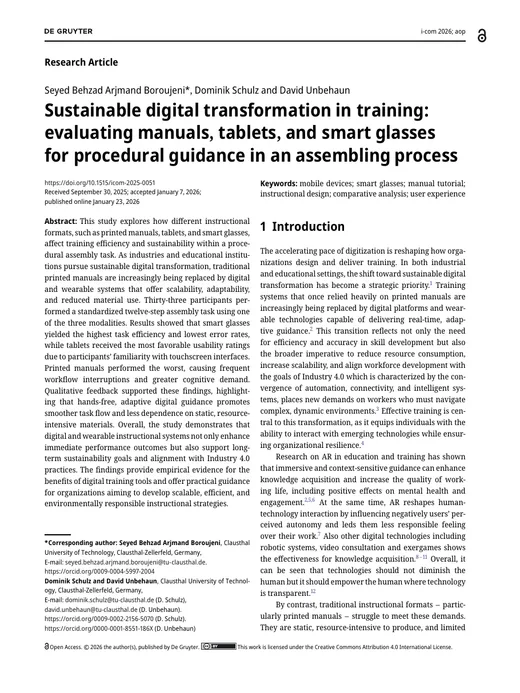 DE GRUYTER
i-com 2026; aop
Research Article
Seyed Behzad Arjmand Boroujeni*, Dominik Schulz and David Unbehaun
Sustainable digital transformation in training:
evaluating manuals, tablets, and smart glasses
for procedural guidance in an assembling process
https://doi.org/10.1515/icom-2025-0051
Received September 30, 2025; accepted January 7, 2026;
published online January 23, 2026
Abstract: This study explores how different instructional
formats, such as printed manuals, tablets, and smart glasses,
affect training efficiency and sustainability within a proce-
dural assembly task. As industries and educational institu-
tions pursue sustainable digital transformation, traditional
printed manuals are increasingly being replaced by digital
and wearable systems that offer scalability, adaptability,
and reduced material use. Thirty-three participants per-
formed a standardized twelve-step assembly task using one
of the three modalities. Results showed that smart glasses
yielded the highest task efficiency and lowest error rates,
while tablets received the most favorable usability ratings
due to participants' familiarity with touchscreen interfaces.
Printed manuals performed the worst, causing frequent
workflow interruptions and greater cognitive demand.
Qualitative feedback supported these findings, highlight-
ing that hands-free, adaptive digital guidance promotes
smoother task flow and less dependence on static, resource-
intensive materials. Overall, the results demonstrate that
digital and wearable instructional systems not only enhance
immediate performance outcomes but also support long-
term sustainability goals and alignment with Industry 4.0
practices. The findings provide empirical evidence for the
benefits of digital training tools and offer practical guidance
for organizations aiming to develop scalable, efficient, and
environmentally responsible instructional strategies.
*Corresponding author: Seyed Behzad Arjmand Boroujeni, Clausthal
University of Technology, Clausthal-Zellerfeld, Germany,
E-mail: seyed.behzad.arjmand.boroujeni@tu-clausthal.de.
https://orcid.org/0009-0004-5997-2004
Dominik Schulz and David Unbehaun, Clausthal University of Technol-
ogy, Clausthal-Zellerfeld, Germany,
E-mail: dominik.schulz@tu-clausthal.de (D. Schulz),
david.unbehaun@tu-clausthal.de (D. Unbehaun).
https://orcid.org/0009-0002-2156-5070 (D. Schulz).
https://orcid.org/0000-0001-8551-186X (D. Unbehaun)
Keywords: mobile devices; smart glasses; manual tutorial;
instructional design; comparative analysis; user experience
1 Introduction
The accelerating pace of digitization is reshaping how orga-
nizations design and deliver training. In both industrial
and educational settings, the shift toward sustainable digital
transformation has become a strategic priority.1 Training
systems that once relied heavily on printed manuals are
increasingly being replaced by digital platforms and wear-
able technologies capable of delivering real-time, adap-
tive guidance.2 This transition reflects not only the need
for efficiency and accuracy in skill development but also
the broader imperative to reduce resource consumption,
increase scalability, and align workforce development with
the goals of Industry 4.0 which is characterized by the con-
vergence of automation, connectivity, and intelligent sys-
tems, places new demands on workers who must navigate
complex, dynamic environments.3 Effective training is cen-
tral to this transformation, as it equips individuals with the
ability to interact with emerging technologies while ensur-
ing organizational resilience.4
Research on AR in education and training has shown
that immersive and context-sensitive guidance can enhance
knowledge acquisition and increase the quality of work-
ing life, including positive effects on mental health and
engagement.2,5,6 At the same time, AR reshapes human-
technology interaction by influencing negatively users' per-
ceived autonomy and leds them less responsible feeling
over their work.7 Also other digital technologies including
robotic systems, video consultation and exergames shows
the effectiveness for knowledge acquisition.8–11 Overall, it
can be seen that technologies should not diminish the
human but it should empower the human where technology
is transparent.12
By contrast, traditional instructional formats – partic-
ularly printed manuals – struggle to meet these demands.
They are static, resource-intensive to produce, and limited
Open Access. © 2026 the author(s), published by De Gruyter. CC BY This work is licensed under the Creative Commons Attribution 4.0 International License.